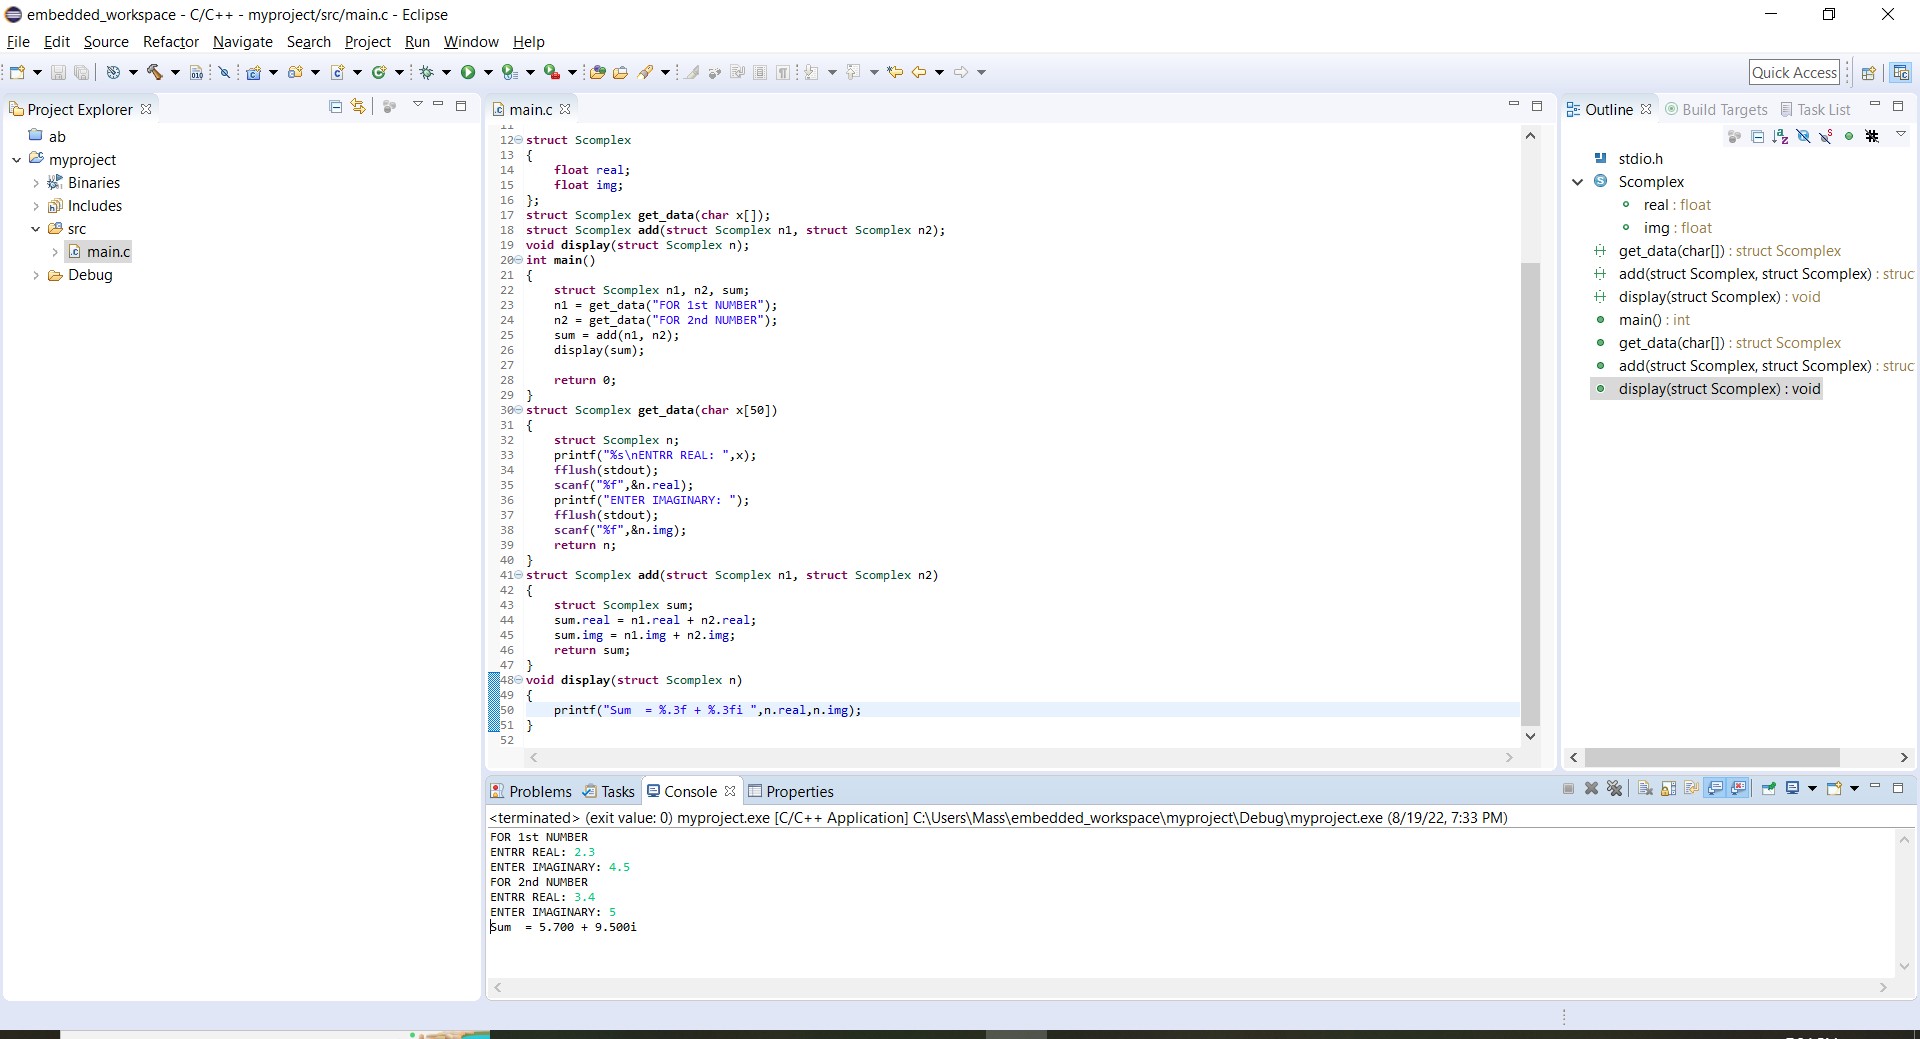 embedded_workspace - C/C++ - myproject/src/main.c - Eclipse
File Edit Source Refactor Navigate Search Project Run Window Help
Quick Access
Project Explorer
ab
myproject
Binaries
Includes
src
main.c
Debug
main.c
11
12 struct Scomplex
13 {
14 float real;
15 float img;
16 };
17 struct Scomplex get_data(char x[]);
18 struct Scomplex add(struct Scomplex n1, struct Scomplex n2);
19 void display(struct Scomplex n);
20 int main()
21 {
22 struct Scomplex n1, n2, sum;
23 n1 = get_data("FOR 1st NUMBER");
24 n2 = get_data("FOR 2nd NUMBER");
25 sum = add(n1, n2);
26 display(sum);
27
28 return 0;
29 }
30 struct Scomplex get_data(char x[50])
31 {
32 struct Scomplex n;
33 printf("%s\nENTRR REAL: ",x);
34 fflush(stdout);
35 scanf("%f",&n.real);
36 printf("ENTER IMAGINARY: ");
37 fflush(stdout);
38 scanf("%f",&n.img);
39 return n;
40 }
41 struct Scomplex add(struct Scomplex n1, struct Scomplex n2)
42 {
43 struct Scomplex sum;
44 sum.real = n1.real + n2.real;
45 sum.img = n1.img + n2.img;
46 return sum;
47 }
48 void display(struct Scomplex n)
49 {
50 printf("Sum  = %.3f + %.3fi ",n.real,n.img);
51 }
52
Outline Build Targets Task List
stdio.h
Scomplex
real : float
img : float
get_data(char[]) : struct Scomplex
add(struct Scomplex, struct Scomplex) : struc
display(struct Scomplex) : void
main() : int
get_data(char[]) : struct Scomplex
add(struct Scomplex, struct Scomplex) : struc
display(struct Scomplex) : void
Problems Tasks Console Properties
<terminated> (exit value: 0) myproject.exe [C/C++ Application] C:\Users\Mass\embedded_workspace\myproject\Debug\myproject.exe (8/19/22, 7:33 PM)
FOR 1st NUMBER
ENTRR REAL: 2.3
ENTER IMAGINARY: 4.5
FOR 2nd NUMBER
ENTRR REAL: 3.4
ENTER IMAGINARY: 5
Sum  = 5.700 + 9.500i